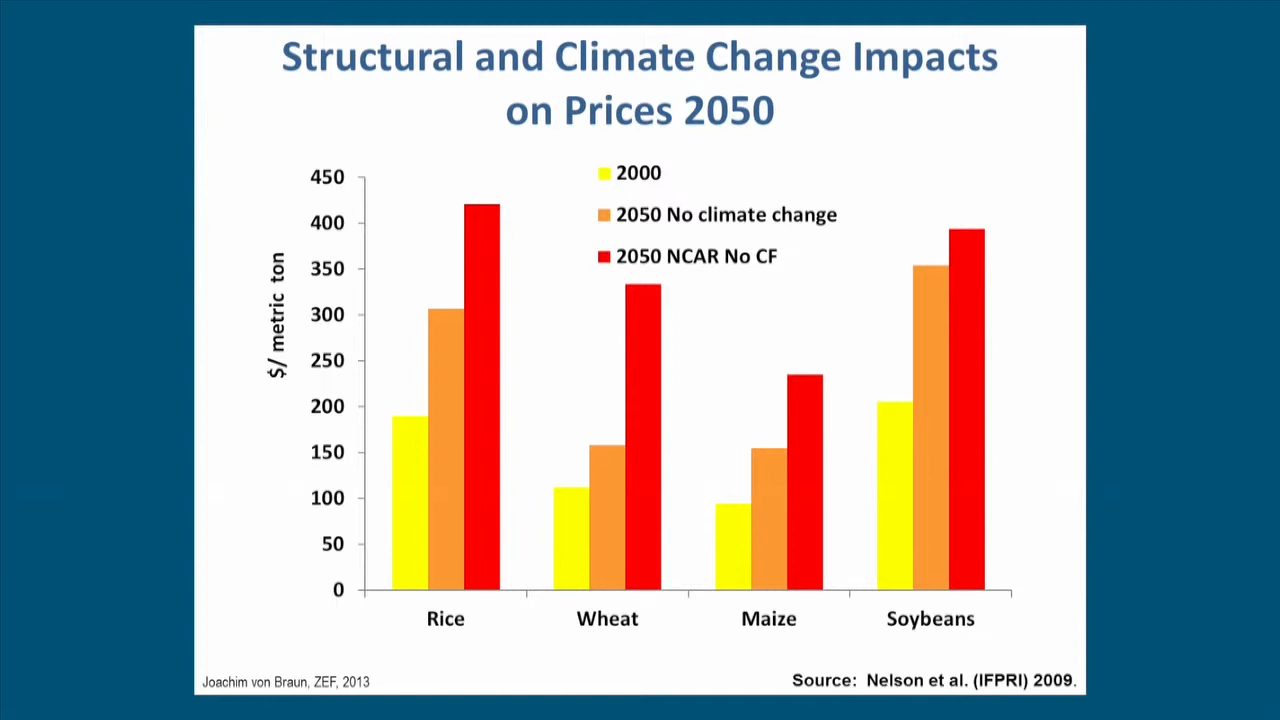 Structural and Climate Change Impacts
on Prices 2050
2000
2050 No climate change
2050 NCAR No CF
$/ metric ton
450
400
350
300
250
200
150
100
50
0
Rice
Wheat
Maize
Soybeans
Joachim von Braun, ZEF, 2013
Source: Nelson et al. (IFPRI) 2009.